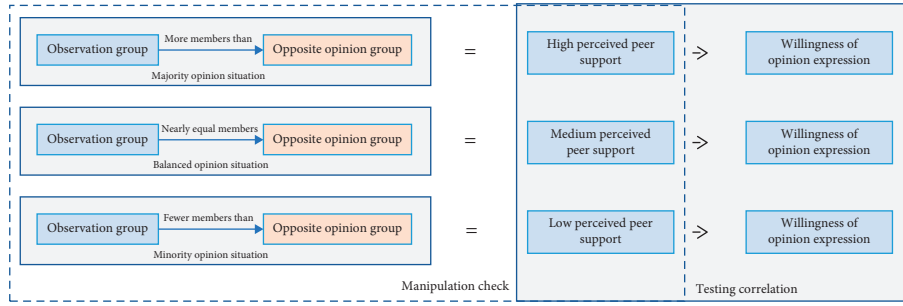 More members than
Observation group
Opposite opinion group
Majority opinion situation
=
High perceived peer
support
Willingness of
opinion expression
Nearly equal members
Observation group
Opposite opinion group
Balanced opinion situation
=
Medium perceived
peer support
Willingness of
opinion expression
Fewer members than
Observation group
Opposite opinion group
Minority opinion situation
=
Low perceived peer
support
Willingness of
opinion expression
Manipulation check
Testing correlation